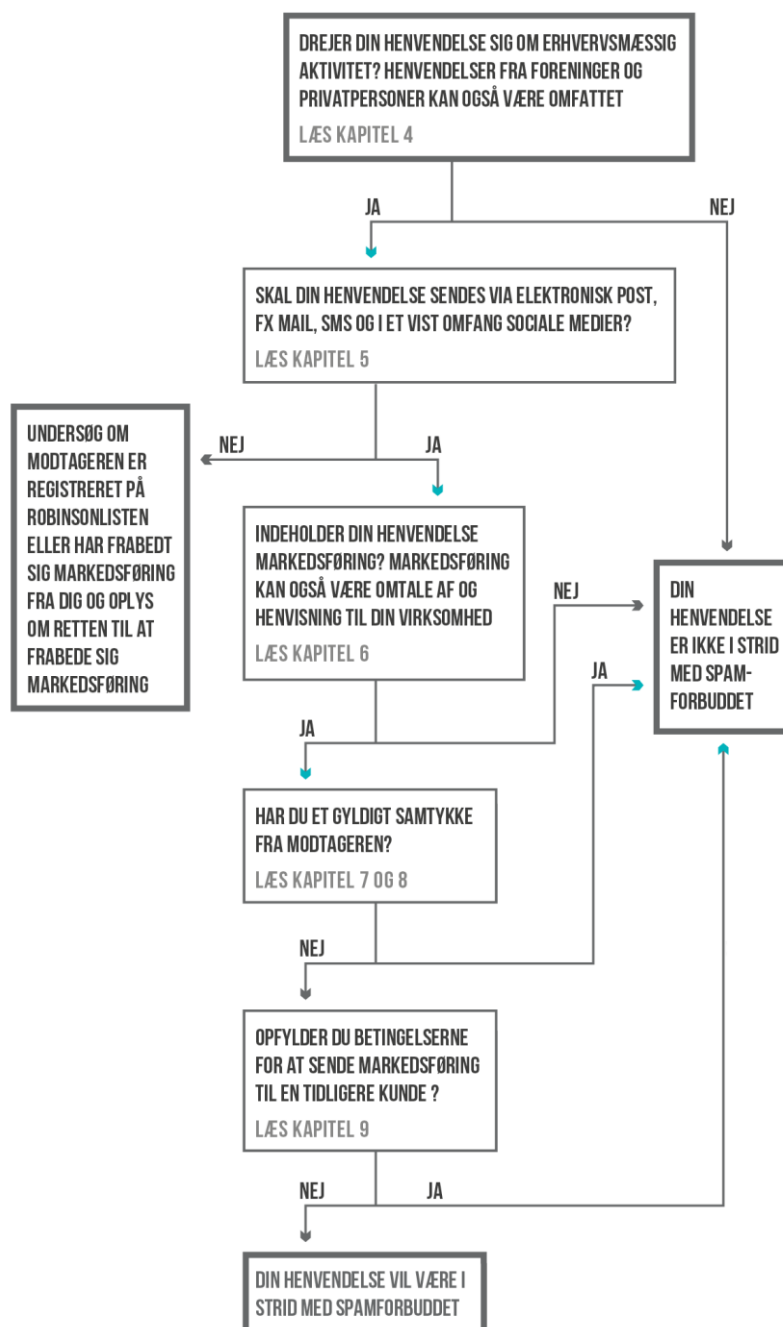 DREJER DIN HENVENDELSE SIG OM ERHVERVSMÆSSIG
AKTIVITET? HENVENDELSER FRA FORENINGER OG
PRIVATPERSONER KAN OGSÅ VÆRE OMFATTET
LÆS KAPITEL 4
JA
NEJ
SKAL DIN HENVENDELSE SENDES VIA ELEKTRONISK POST,
FX MAIL, SMS OG I ET VIST OMFANG SOCIALE MEDIER?
LÆS KAPITEL 5
NEJ
JA
UNDERSØG OM
MODTAGEREN ER
REGISTRERET PÅ
ROBINSONLISTEN
ELLER HAR FRABEDT
SIG MARKEDSFØRING
FRA DIG OG OPLYS
OM RETTEN TIL AT
FRABEDE SIG
MARKEDSFØRING
INDEHOLDER DIN HENVENDELSE
MARKEDSFØRING? MARKEDSFØRING
KAN OGSÅ VÆRE OMTALE AF OG
HENVISNING TIL DIN VIRKSOMHED
LÆS KAPITEL 6
NEJ
JA
DIN
HENVENDELSE
ER IKKE I STRID
MED SPAM-
FORBUDDET
JA
HAR DU ET GYLDIGT SAMTYKKE
FRA MODTAGEREN?
LÆS KAPITEL 7 OG 8
NEJ
OPFYLDER DU BETINGELSERNE
FOR AT SENDE MARKEDSFØRING
TIL EN TIDLIGERE KUNDE ?
LÆS KAPITEL 9
NEJ
JA
DIN HENVENDELSE VIL VÆRE I
STRID MED SPAMFORBUDDET